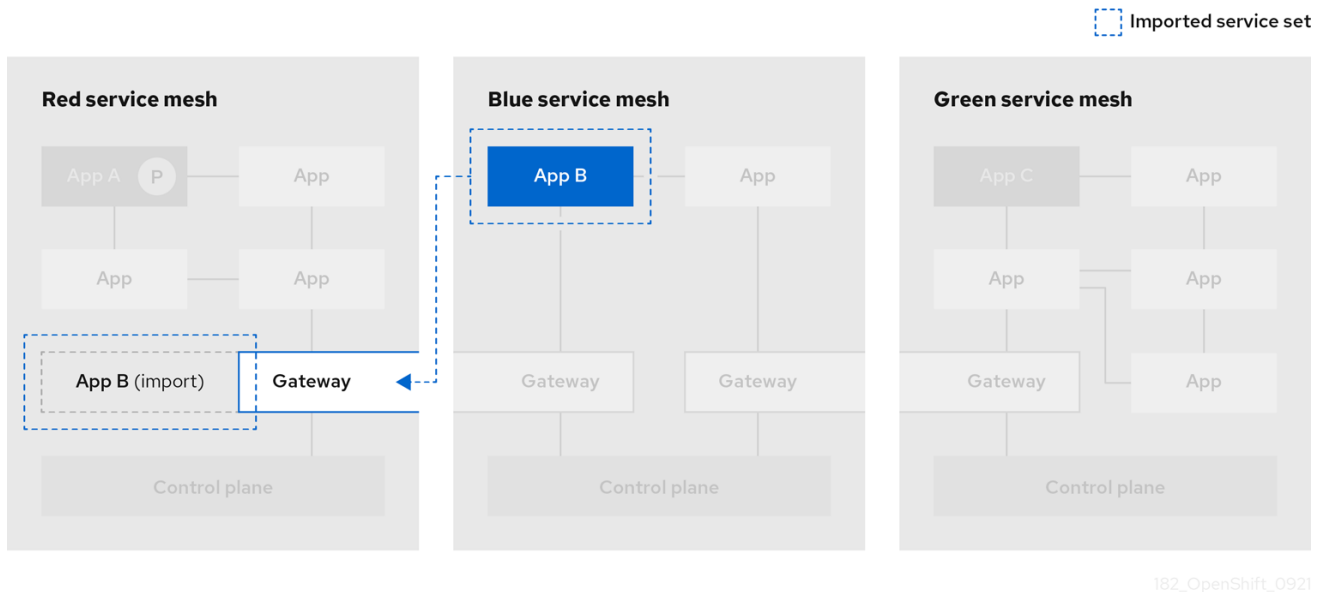 Imported service set
Red service mesh
App A P
App
App
App
App B (import)
Gateway
Control plane
Blue service mesh
App B
App
Gateway
Gateway
Control plane
Green service mesh
App C
App
App
App
Gateway
App
Control plane
182_OpenShift_0921